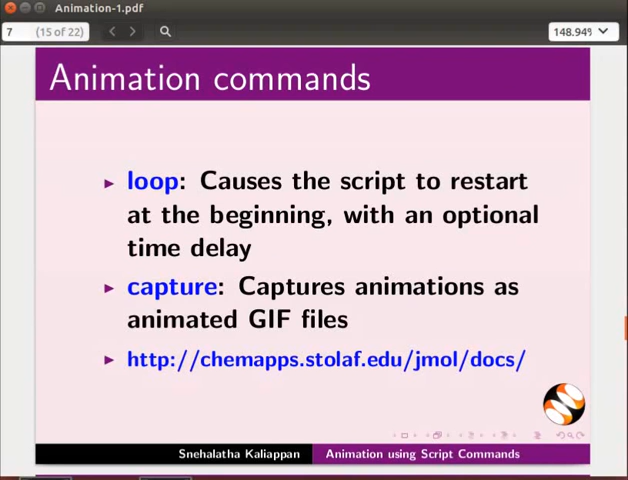 Animation-1.pdf
7 (15 of 22) 148.94%
Animation commands
loop: Causes the script to restart
at the beginning, with an optional
time delay
capture: Captures animations as
animated GIF files
http://chemapps.stolaf.edu/jmol/docs/
Snehalatha Kaliappan Animation using Script Commands